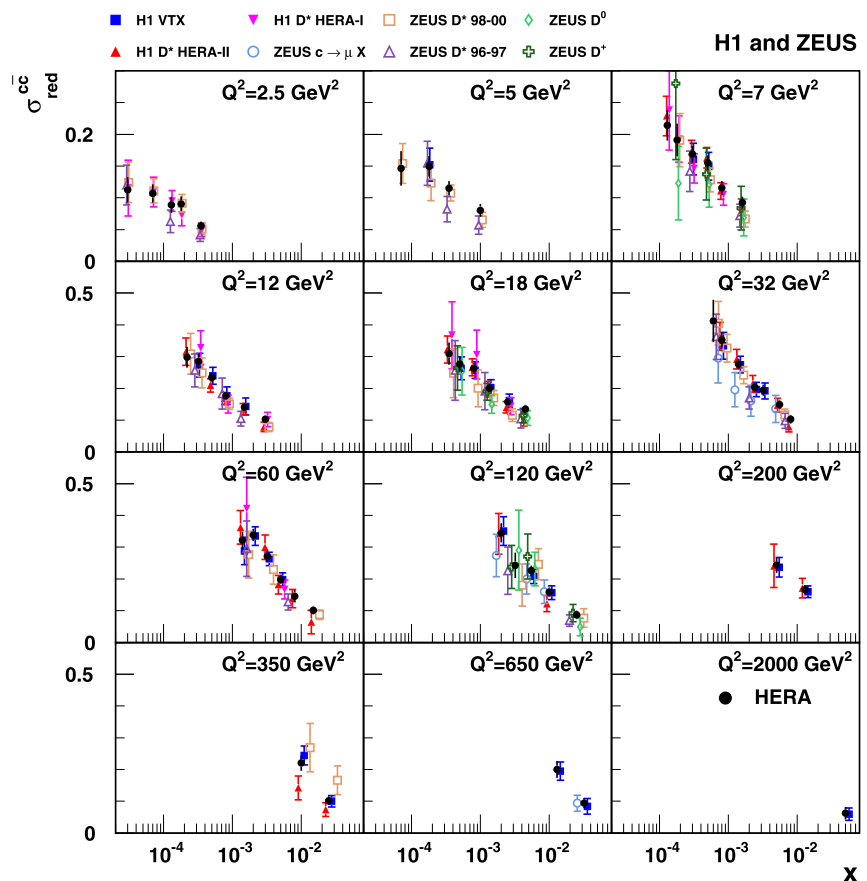 H1 VTX H1 D* HERA-I ZEUS D* 98-00 ZEUS D⁰
H1 D* HERA-II ZEUS c → μ X ZEUS D* 96-97 ZEUS D⁺ H1 and ZEUS
σ_red^cc̄
Q²=2.5 GeV² Q²=5 GeV² Q²=7 GeV²
0.2
0
Q²=12 GeV² Q²=18 GeV² Q²=32 GeV²
0.5
0
Q²=60 GeV² Q²=120 GeV² Q²=200 GeV²
0.5
0
Q²=350 GeV² Q²=650 GeV² Q²=2000 GeV²
0.5
HERA
0
10⁻⁴ 10⁻³ 10⁻² 10⁻⁴ 10⁻³ 10⁻² 10⁻⁴ 10⁻³ 10⁻²
x